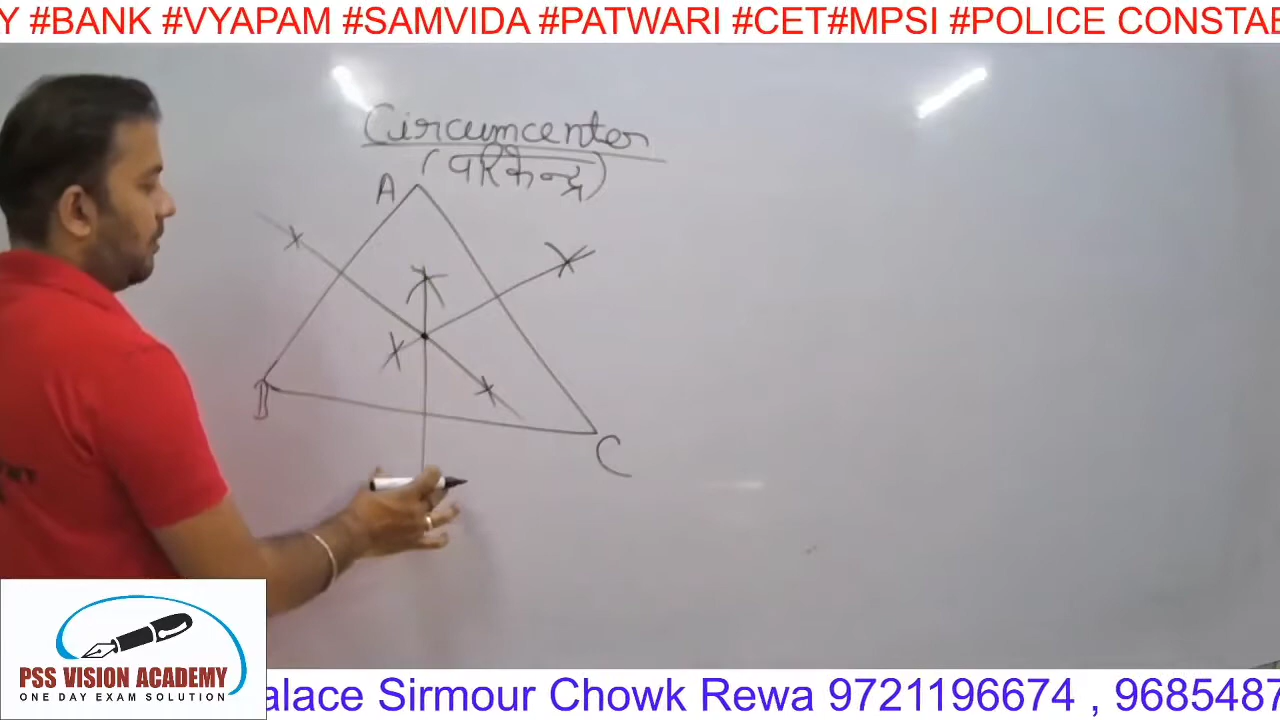 Y #BANK #VYAPAM #SAMVIDA #PATWARI #CET#MPSI #POLICE CONSTAB
Circumcenter
(परिकेन्द्र)
A
B
C
PSS VISION ACADEMY
ONE DAY EXAM SOLUTION
alace Sirmour Chowk Rewa 9721196674 , 9685487